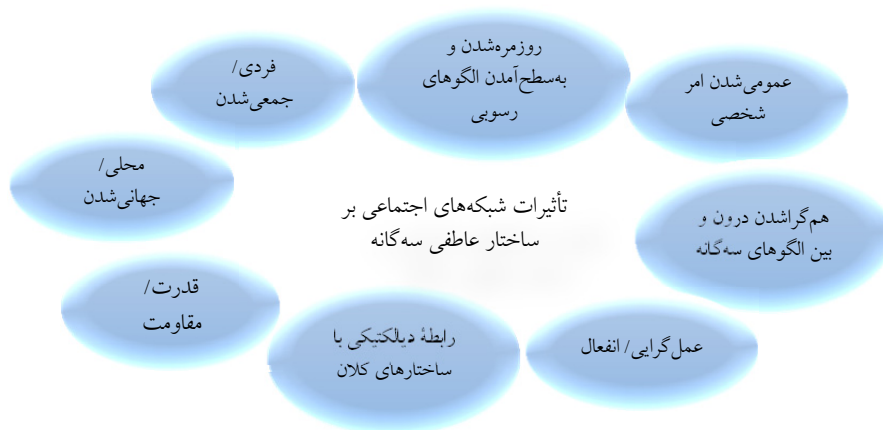 تأثیرات شبکه‌های اجتماعی بر
ساختار عاطفی سه‌گانه
روزمره‌شدن و
به‌سطح‌آمدن الگوهای
رسوبی
عمومی‌شدن امر
شخصی
هم‌گراشدن درون و
بین الگوهای سه‌گانه
عمل‌گرایی/ انفعال
رابطهٔ دیالکتیکی با
ساختارهای کلان
قدرت/
مقاومت
محلی/
جهانی‌شدن
فردی/
جمعی‌شدن